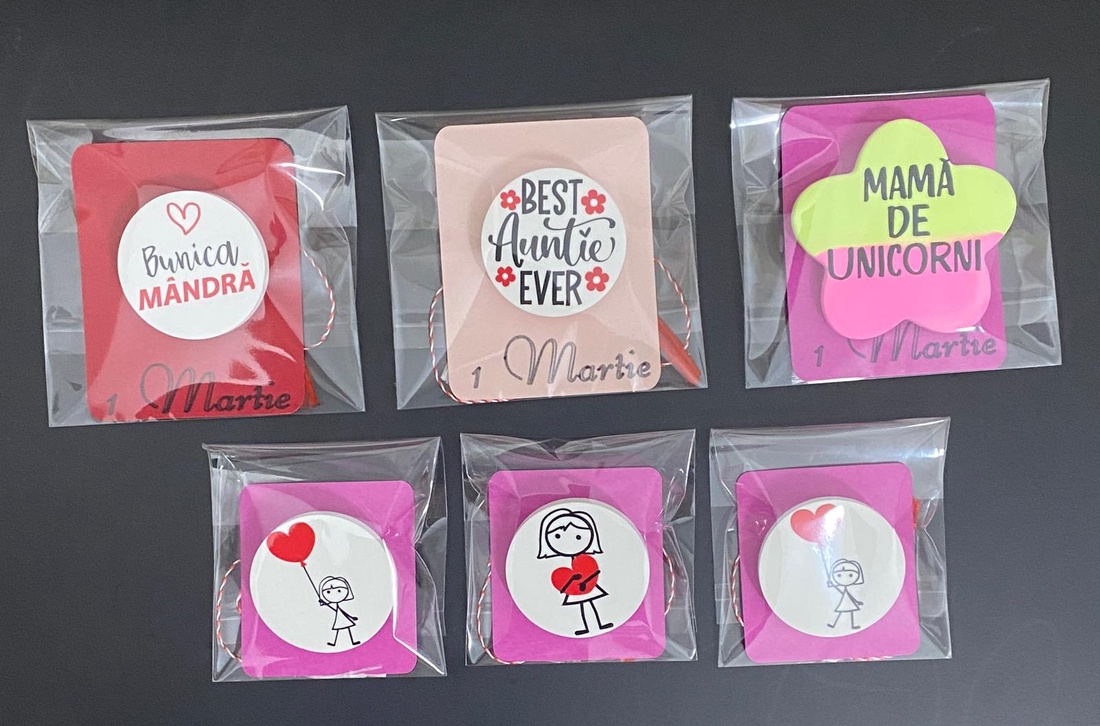 Bunica
MÂNDRĂ
1 Martie
BEST
Auntie
EVER
1 Martie
MAMĂ
DE
UNICORNI
1 Martie